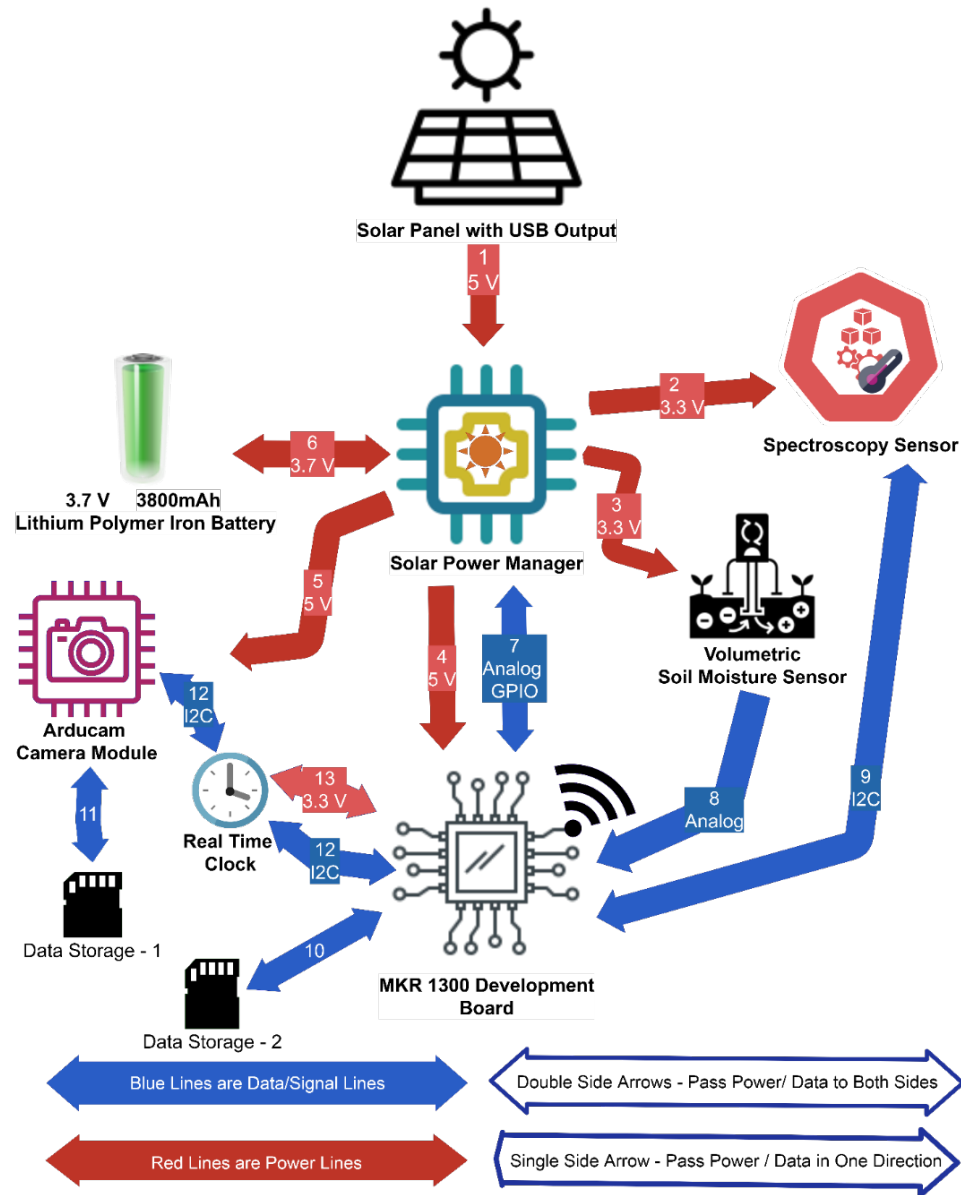 Solar Panel with USB Output
1
5 V
2
3.3 V
Spectroscopy Sensor
6
3.7 V
3.7 V 3800mAh
Lithium Polymer Iron Battery
3
3.3 V
Solar Power Manager
5
5 V
4
5 V
7
Analog
GPIO
Volumetric
Soil Moisture Sensor
12
I2C
Arducam
Camera Module
13
3.3 V
9
I2C
8
Analog
11
Real Time
Clock
12
I2C
Data Storage - 1
10
MKR 1300 Development
Board
Data Storage - 2
Blue Lines are Data/Signal Lines
Double Side Arrows - Pass Power/ Data to Both Sides
Red Lines are Power Lines
Single Side Arrow - Pass Power / Data in One Direction